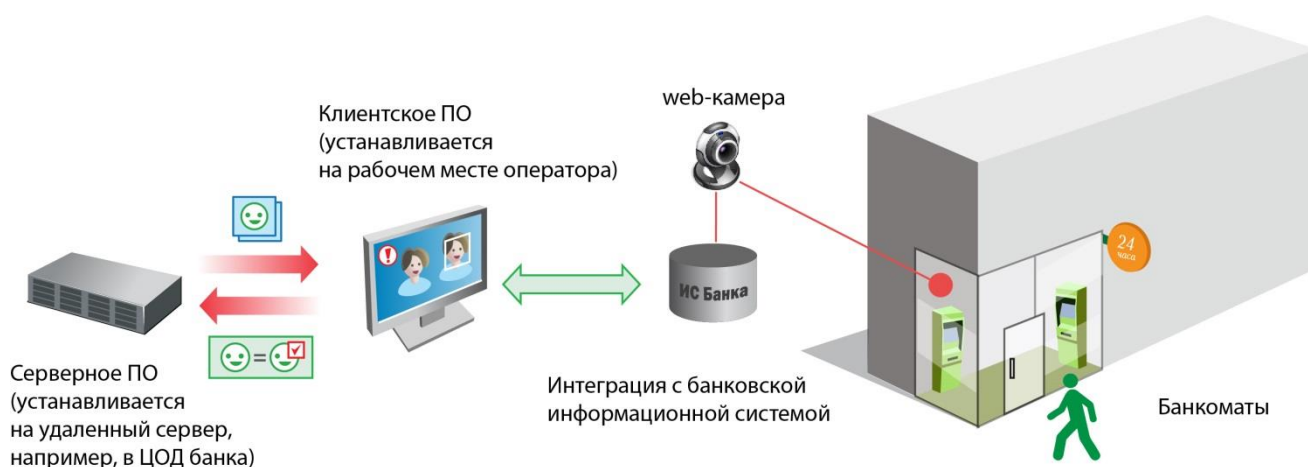 web-камера
Клиентское ПО
(устанавливается
на рабочем месте оператора)
24
часа
ИС Банка
Серверное ПО
(устанавливается
на удаленный сервер,
например, в ЦОД банка)
Интеграция с банковской
информационной системой
Банкоматы